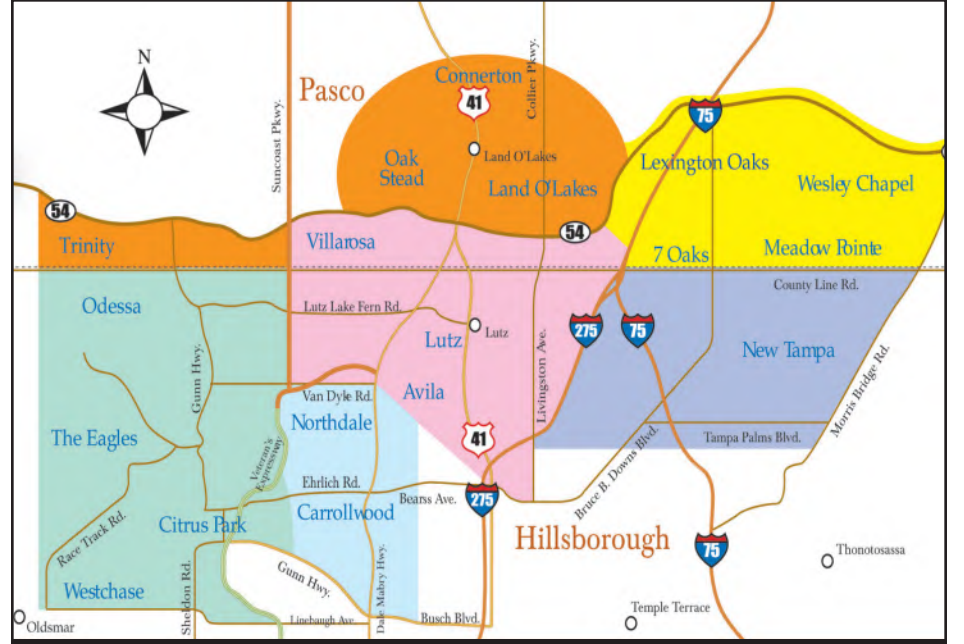 N
Pasco
Suncoast Pkwy.
Connerton
41
Collier Pkwy.
75
Oak
Stead
Land O'Lakes
Land O'Lakes
Lexington Oaks
Wesley Chapel
54
Trinity
Villarosa
54
7 Oaks
Meadow Pointe
County Line Rd.
Odessa
Lutz Lake Fern Rd.
Lutz
Lutz
275
75
New Tampa
Gunn Hwy.
Livingston Ave.
Morris Bridge Rd.
Van Dyke Rd.
Avila
Northdale
The Eagles
Veteran's
Expressway
41
Tampa Palms Blvd.
Bruce B. Downs Blvd.
Ehrlich Rd.
Bearss Ave.
275
Race Track Rd.
Citrus Park
Carrollwood
Hillsborough
75
Thonotosassa
Westchase
Sheldon Rd.
Gunn Hwy.
Dale Mabry Hwy.
Linebaugh Ave.
Busch Blvd.
Temple Terrace
Oldsmar